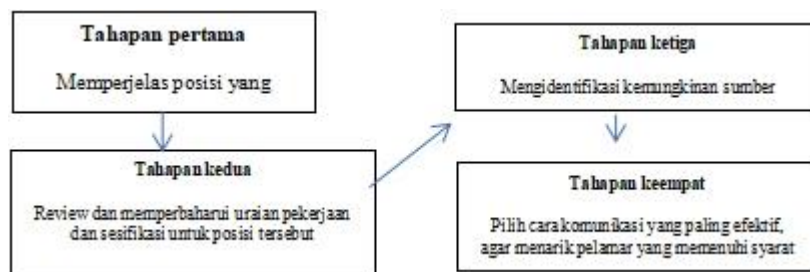 Tahapan pertama
Memperjelas posisi yang
Tahapan kedua
Review dan memperbaharui uraian pekerjaan
dan sesifikasi untuk posisi tersebut
Tahapan ketiga
Mengidentifikasi kemungkinan sumber
Tahapan keempat
Pilih cara komunikasi yang paling efektrif,
agar menarik pelamar yang memenuhi syarat